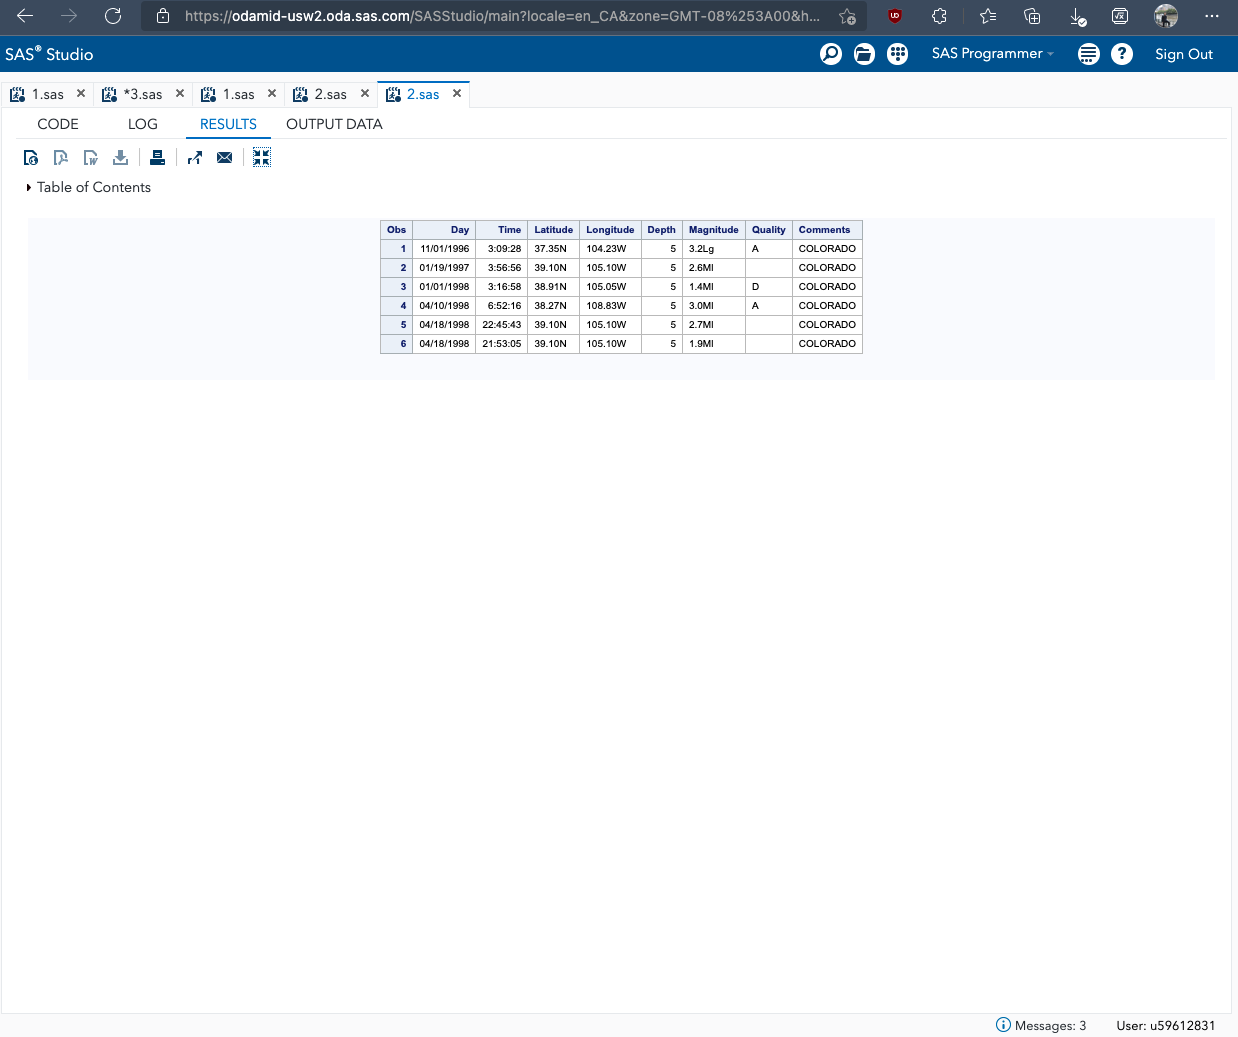 https://odamid-usw2.oda.sas.com/SASStudio/main?locale=en_CA&zone=GMT-08%253A00&h...
SAS® Studio
SAS Programmer
Sign Out
1.sas *3.sas 1.sas 2.sas 2.sas
CODE LOG RESULTS OUTPUT DATA
Table of Contents
Obs Day Time Latitude Longitude Depth Magnitude Quality Comments
1 11/01/1996 3:09:28 37.35N 104.23W 5 3.2Lg A COLORADO
2 01/19/1997 3:56:56 39.10N 105.10W 5 2.6Ml COLORADO
3 01/01/1998 3:16:58 38.91N 105.05W 5 1.4Ml D COLORADO
4 04/10/1998 6:52:16 38.27N 108.83W 5 3.0Ml A COLORADO
5 04/18/1998 22:45:43 39.10N 105.10W 5 2.7Ml COLORADO
6 04/18/1998 21:53:05 39.10N 105.10W 5 1.9Ml COLORADO
Messages: 3 User: u59612831